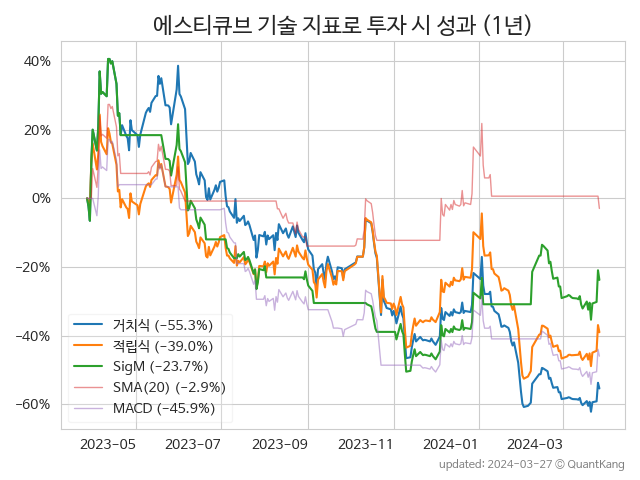 에스티큐브 기술 지표로 투자 시 성과 (1년)
40%
20%
0%
−20%
−40%
−60%
거치식 (−55.3%)
적립식 (−39.0%)
SigM (−23.7%)
SMA(20) (−2.9%)
MACD (−45.9%)
2023−05
2023−07
2023−09
2023−11
2024−01
2024−03
updated: 2024−03−27 © QuantKang